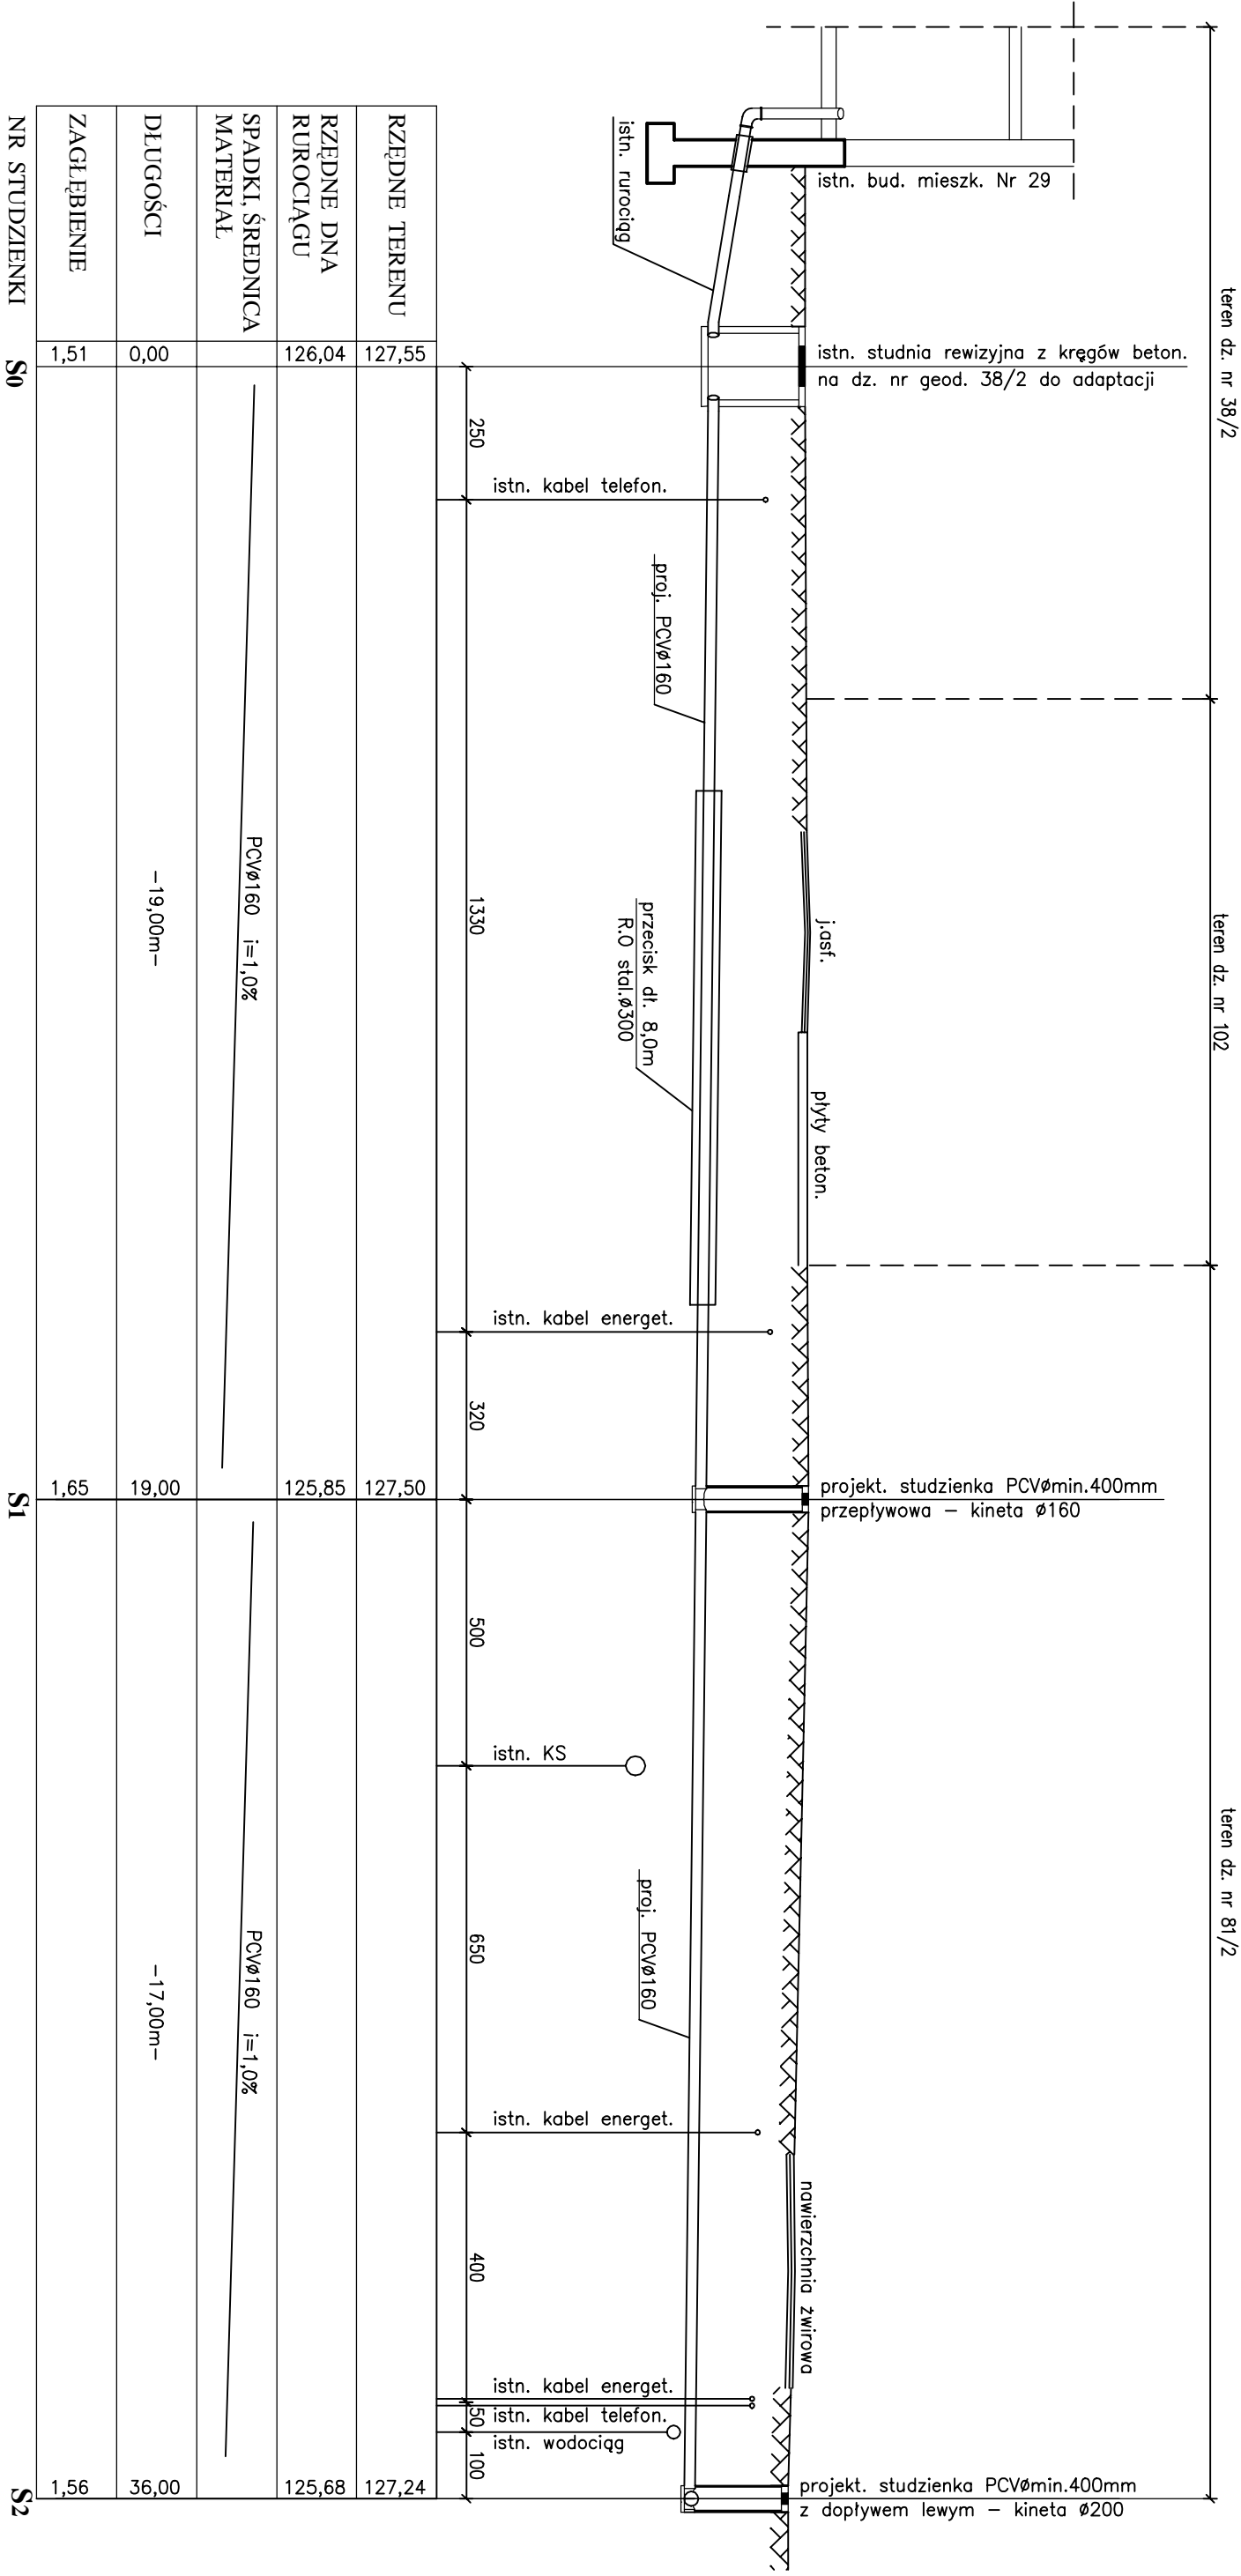 teren dz. nr 38/2
teren dz. nr 102
teren dz. nr 81/2
istn. bud. mieszk. Nr 29
istn. studnia rewizyjna z kręgów beton.
na dz. nr geod. 38/2 do adaptacji
j.asf.
płyty beton.
projekt. studzienka PCVømin.400mm
przepływowa – kineta ø160
nawierzchnia żwirowa
projekt. studzienka PCVømin.400mm
z dopływem lewym – kineta ø200
istn. rurociąg
proj. PCVø160
przecisk dł. 8,0m
R.O stal.ø300
proj. PCVø160
istn. kabel telefon.
istn. kabel energet.
istn. KS
istn. kabel energet.
istn. kabel energet.
istn. kabel telefon.
istn. wodociąg
250
1330
320
500
650
400
50
100
RZĘDNE TERENU
127,55
127,50
127,24
RZĘDNE DNA
RUROCIĄGU
126,04
125,85
125,68
SPADKI, ŚREDNICA
MATERIAŁ
PCVø160 i=1,0%
PCVø160 i=1,0%
DŁUGOŚCI
0,00
–19,00m–
19,00
–17,00m–
36,00
ZAGŁĘBIENIE
1,51
1,65
1,56
NR STUDZIENKI
S0
S1
S2